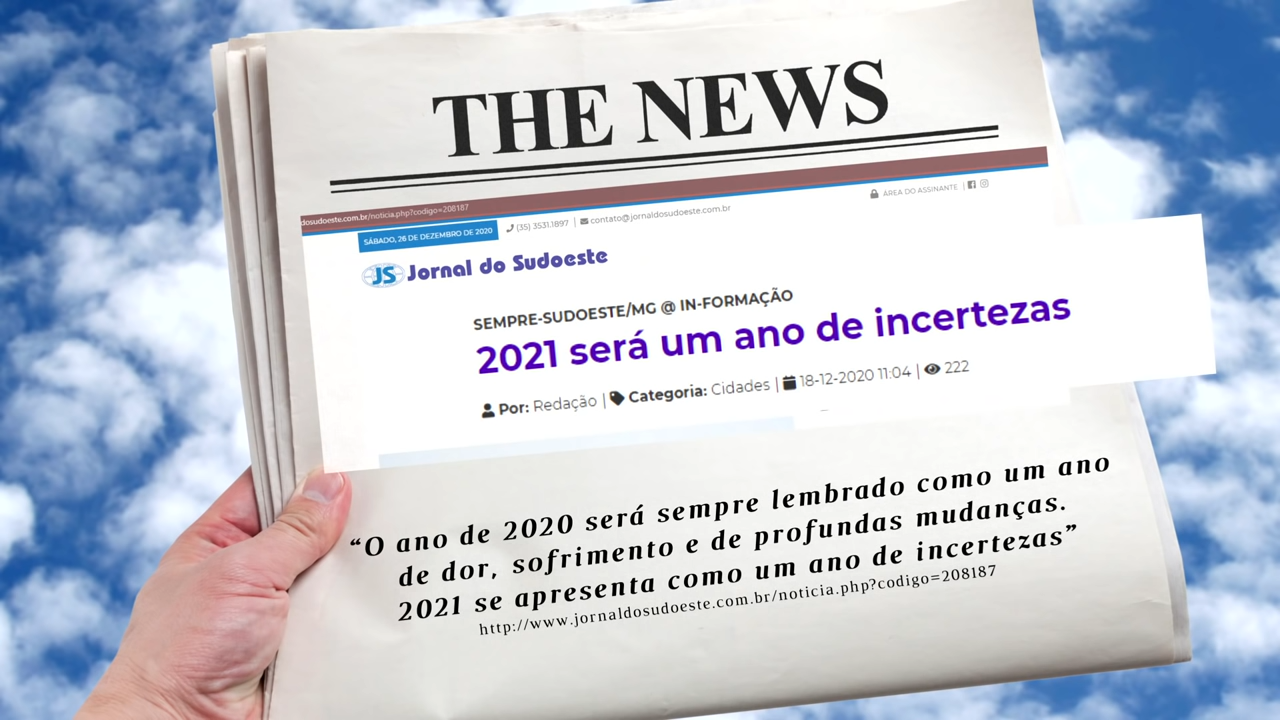 THE NEWS
dosudoeste.com.br/noticia.php?codigo=208187
SÁBADO, 26 DE DEZEMBRO DE 2020 (35) 3531.1897 | contato@jornaldosudoeste.com.br ÁREA DO ASSINANTE |
JS Jornal do Sudoeste
SEMPRE-SUDOESTE/MG @ IN-FORMAÇÃO
2021 será um ano de incertezas
Por: Redação | Categoria: Cidades | 18-12-2020 11:04 | 222
“O ano de 2020 será sempre lembrado como um ano
de dor, sofrimento e de profundas mudanças.
2021 se apresenta como um ano de incertezas”
http://www.jornaldosudoeste.com.br/noticia.php?codigo=208187